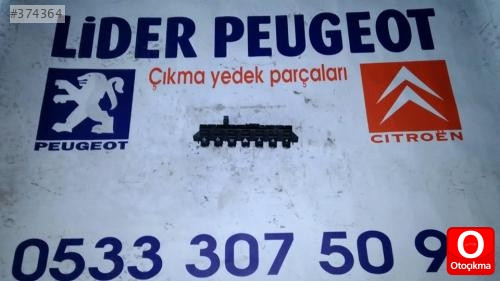 #374364
LİDER PEUGEOT
Çıkma yedek parçaları
PEUGEOT
CITROËN
0533 307 50 9
Otoçıkma